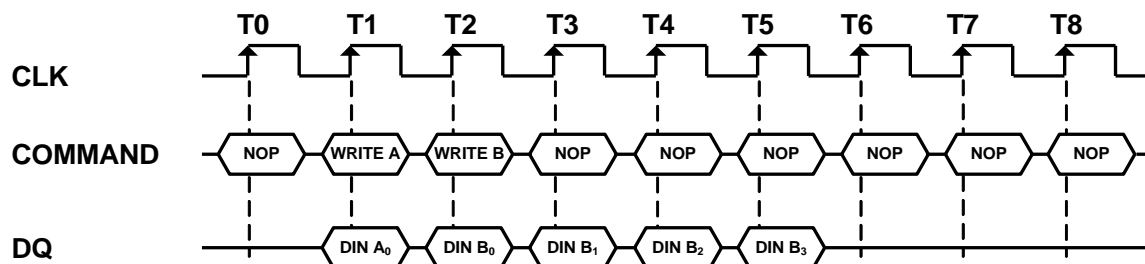 T0 T1 T2 T3 T4 T5 T6 T7 T8
CLK
COMMAND NOP WRITE A WRITE B NOP NOP NOP NOP NOP NOP
DQ DIN A₀ DIN B₀ DIN B₁ DIN B₂ DIN B₃